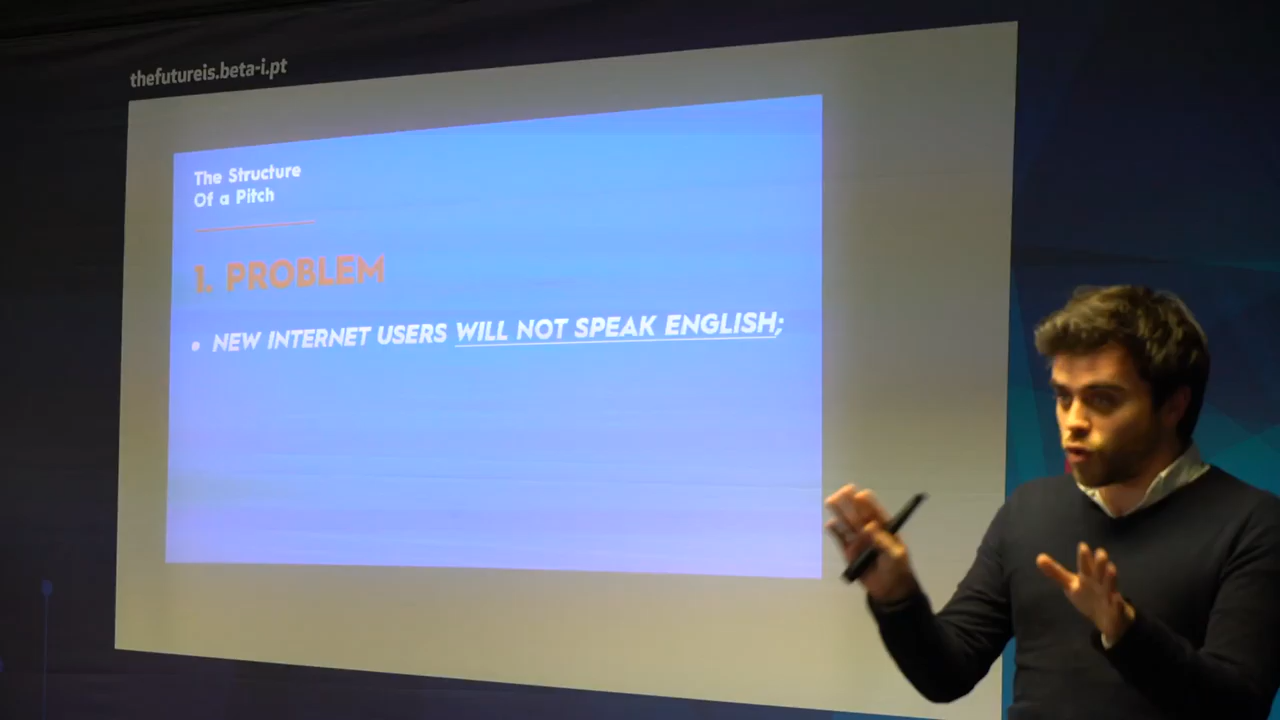 thefutureis.beta-i.pt
The Structure
Of a Pitch
1. PROBLEM
• NEW INTERNET USERS WILL NOT SPEAK ENGLISH;